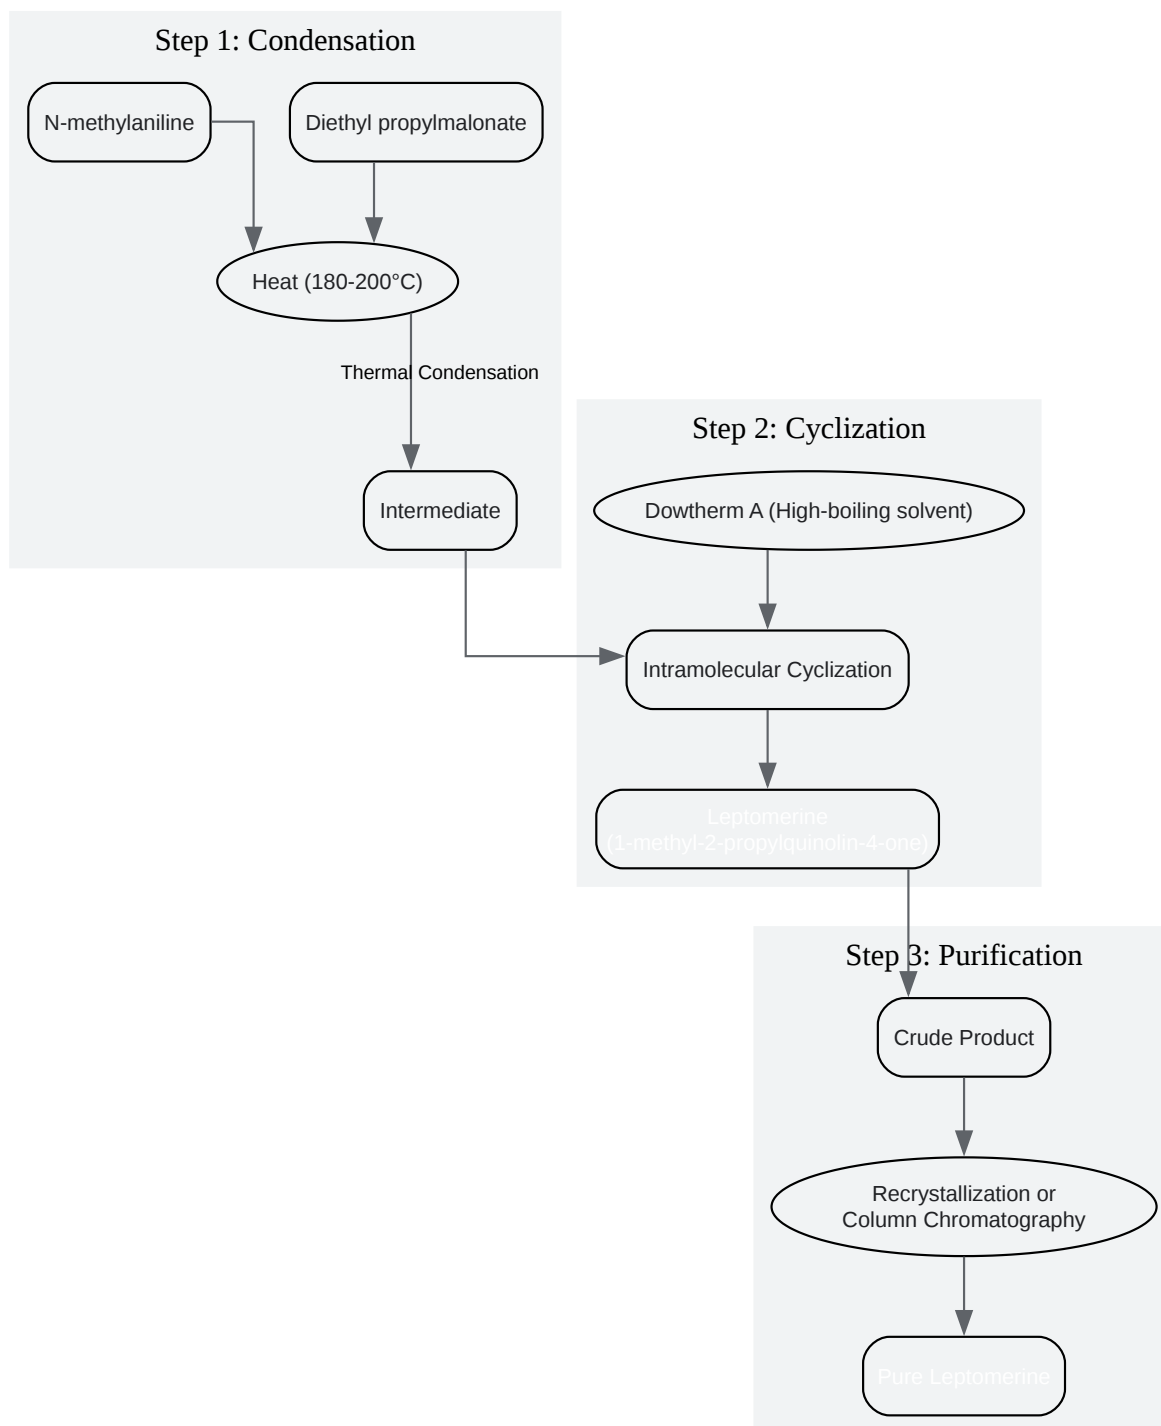 Step 1: Condensation
N-methylaniline
Diethyl propylmalonate
Heat (180-200°C)
Thermal Condensation
Intermediate
Step 2: Cyclization
Dowtherm A (High-boiling solvent)
Intramolecular Cyclization
Leptomerine
(1-methyl-2-propylquinolin-4-one)
Step 3: Purification
Crude Product
Recrystallization or
Column Chromatography
Pure Leptomerine